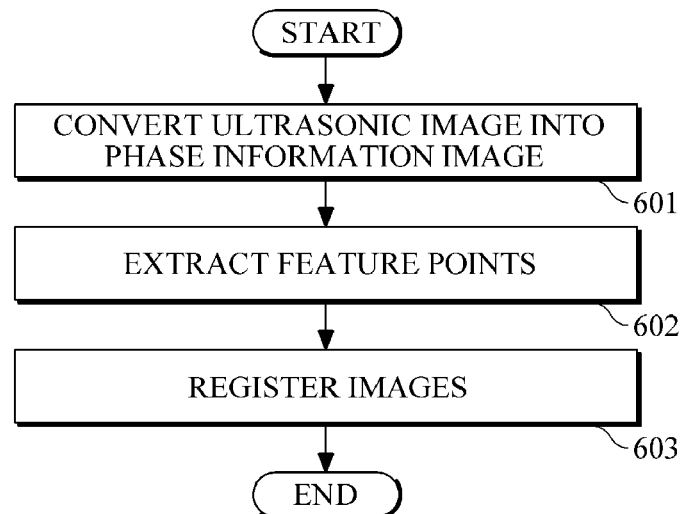 START
CONVERT ULTRASONIC IMAGE INTO
PHASE INFORMATION IMAGE
601
EXTRACT FEATURE POINTS
602
REGISTER IMAGES
603
END